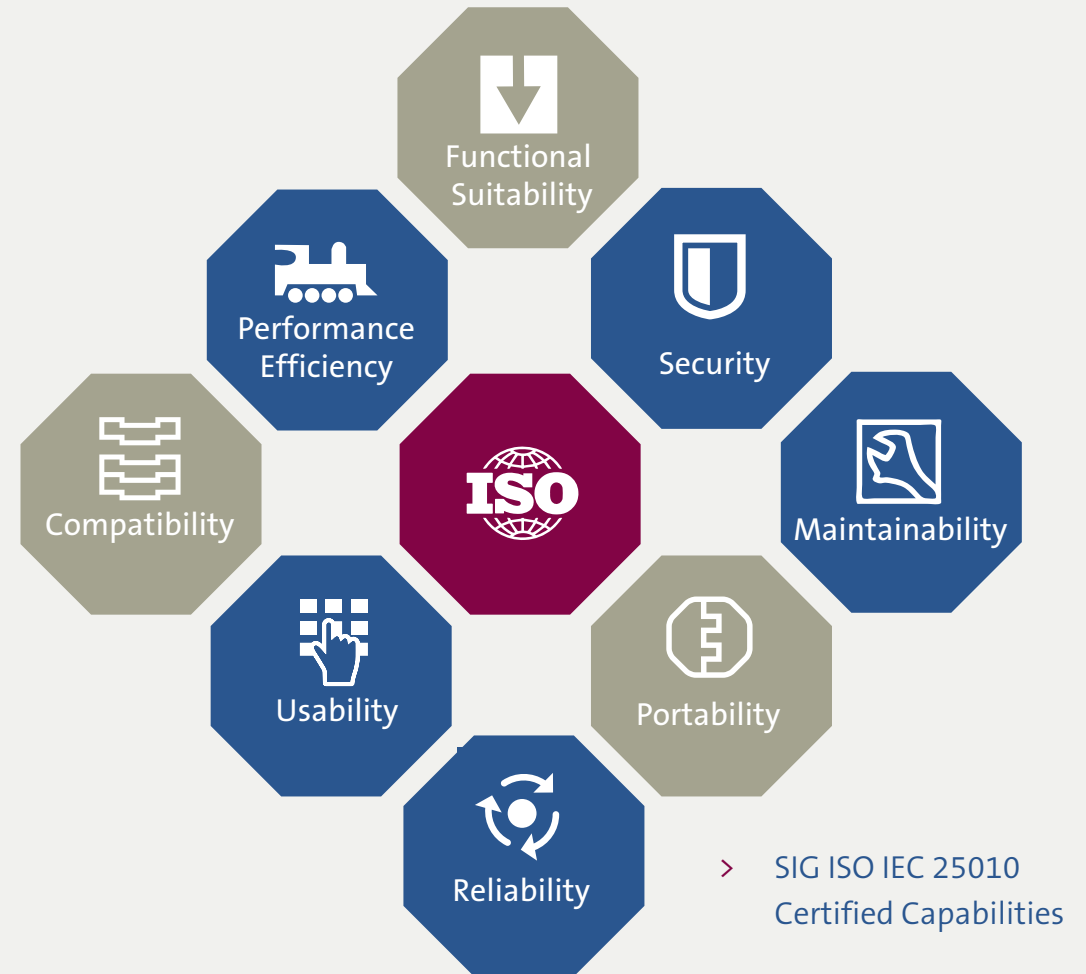 Functional
Suitability
Performance
Efficiency
Security
Compatibility
ISO
Maintainability
Usability
Portability
Reliability
> SIG ISO IEC 25010
Certified Capabilities